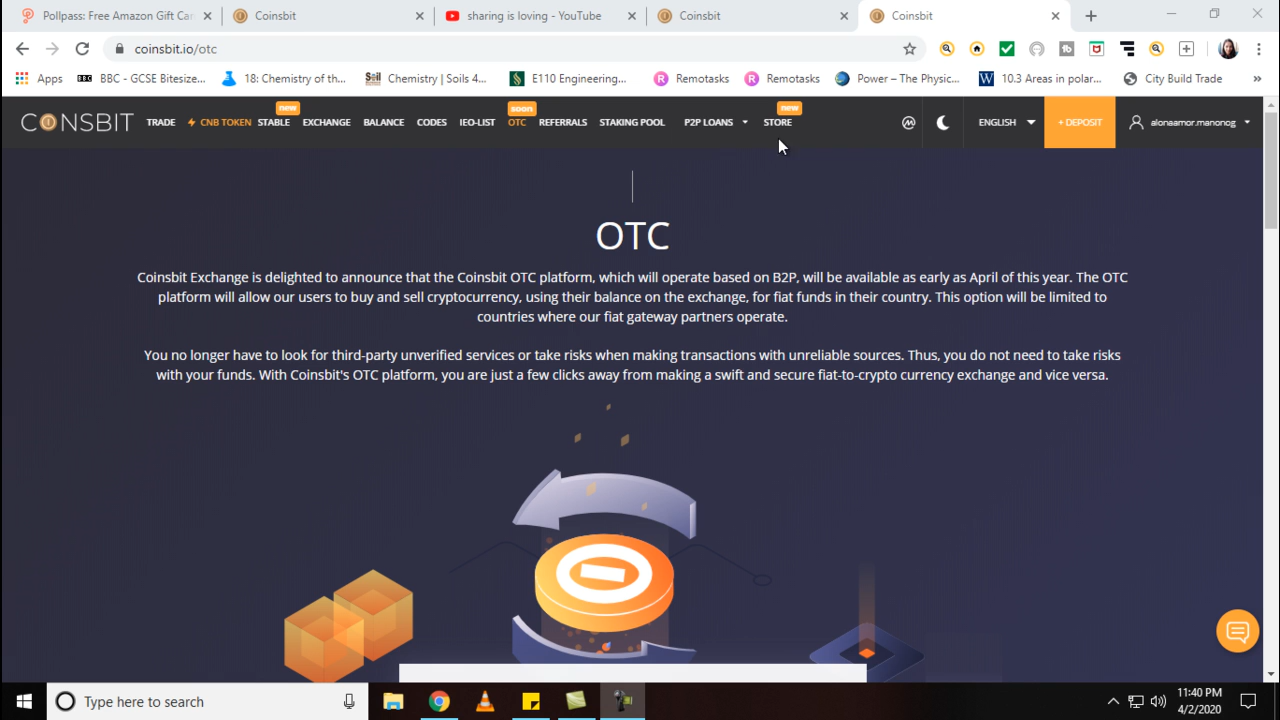 Pollpass: Free Amazon Gift Car
Coinsbit
sharing is loving - YouTube
Coinsbit
Coinsbit
coinsbit.io/otc
Apps
BBC
BBC - GCSE Bitesize...
18: Chemistry of th...
Soil
Chemistry | Soils 4...
E110 Engineering...
R
Remotasks
R
Remotasks
Power – The Physic...
W
10.3 Areas in polar...
City Build Trade
»
COINSBIT
TRADE
CNB TOKEN
STABLE
new
EXCHANGE
BALANCE
CODES
IEO-LIST
OTC
soon
REFERRALS
STAKING POOL
P2P LOANS
STORE
new
ENGLISH
+ DEPOSIT
alonaamor.manonog
OTC
Coinsbit Exchange is delighted to announce that the Coinsbit OTC platform, which will operate based on B2P, will be available as early as April of this year. The OTC
platform will allow our users to buy and sell cryptocurrency, using their balance on the exchange, for fiat funds in their country. This option will be limited to
countries where our fiat gateway partners operate.
You no longer have to look for third-party unverified services or take risks when making transactions with unreliable sources. Thus, you do not need to take risks
with your funds. With Coinsbit's OTC platform, you are just a few clicks away from making a swift and secure fiat-to-crypto currency exchange and vice versa.
Type here to search
11:40 PM
4/2/2020